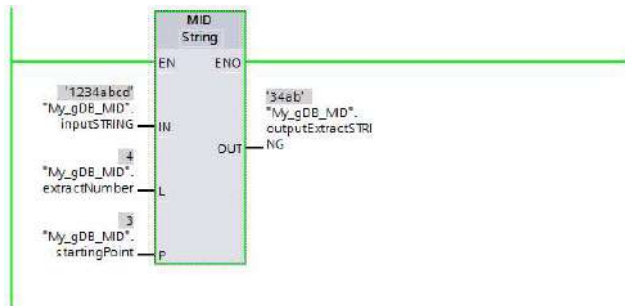 MID
String
EN ENO
'1234abcd'
"My_gDB_MID".
inputSTRING
IN
'34ab'
"My_gDB_MID".
outputExtractSTRI
NG
OUT
4
"My_gDB_MID".
extractNumber
L
3
"My_gDB_MID".
startingPoint
P